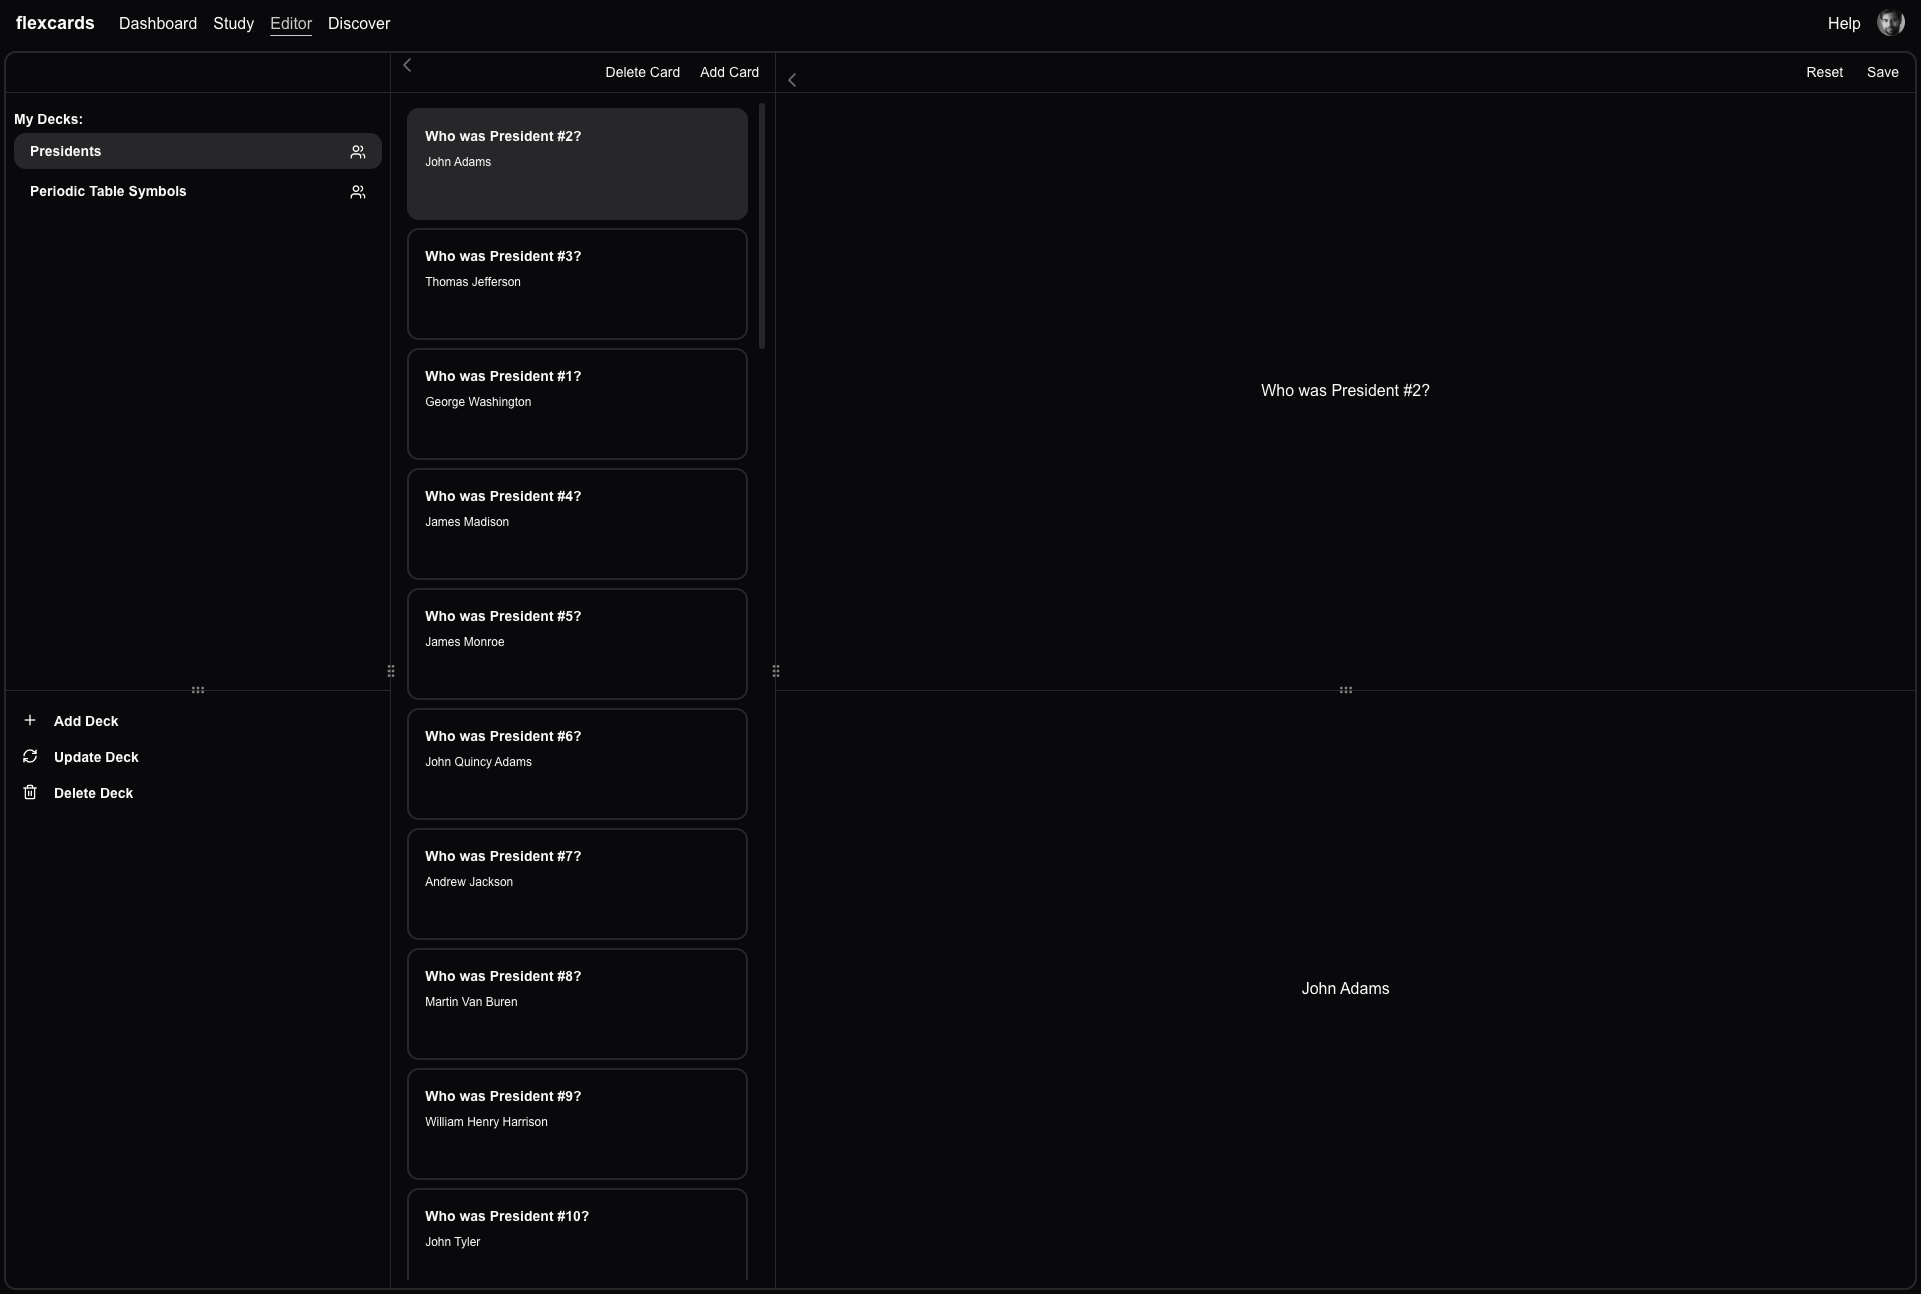 flexcards Dashboard Study Editor Discover Help
Delete Card Add Card Reset Save
My Decks:
Presidents
Periodic Table Symbols
Add Deck
Update Deck
Delete Deck
Who was President #2?
John Adams
Who was President #3?
Thomas Jefferson
Who was President #1?
George Washington
Who was President #4?
James Madison
Who was President #5?
James Monroe
Who was President #6?
John Quincy Adams
Who was President #7?
Andrew Jackson
Who was President #8?
Martin Van Buren
Who was President #9?
William Henry Harrison
Who was President #10?
John Tyler
Who was President #2?
John Adams